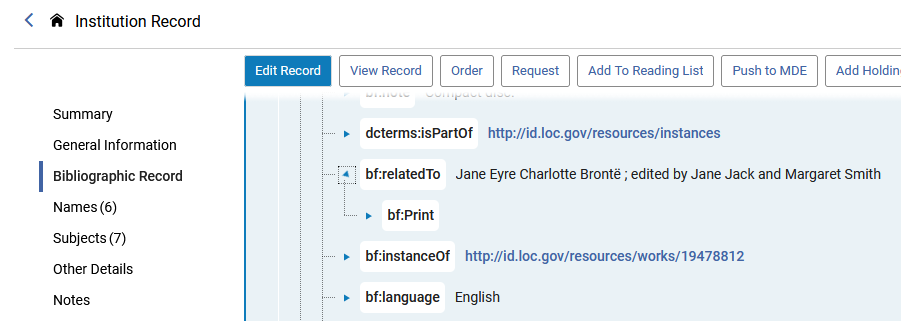 Institution Record
Edit Record
View Record
Order
Request
Add To Reading List
Push to MDE
Add Holdin
Summary
General Information
Bibliographic Record
Names (6)
Subjects (7)
Other Details
Notes
bf:note Compact disc.
dcterms:isPartOf http://id.loc.gov/resources/instances
bf:relatedTo Jane Eyre Charlotte Brontë ; edited by Jane Jack and Margaret Smith
bf:Print
bf:instanceOf http://id.loc.gov/resources/works/19478812
bf:language English